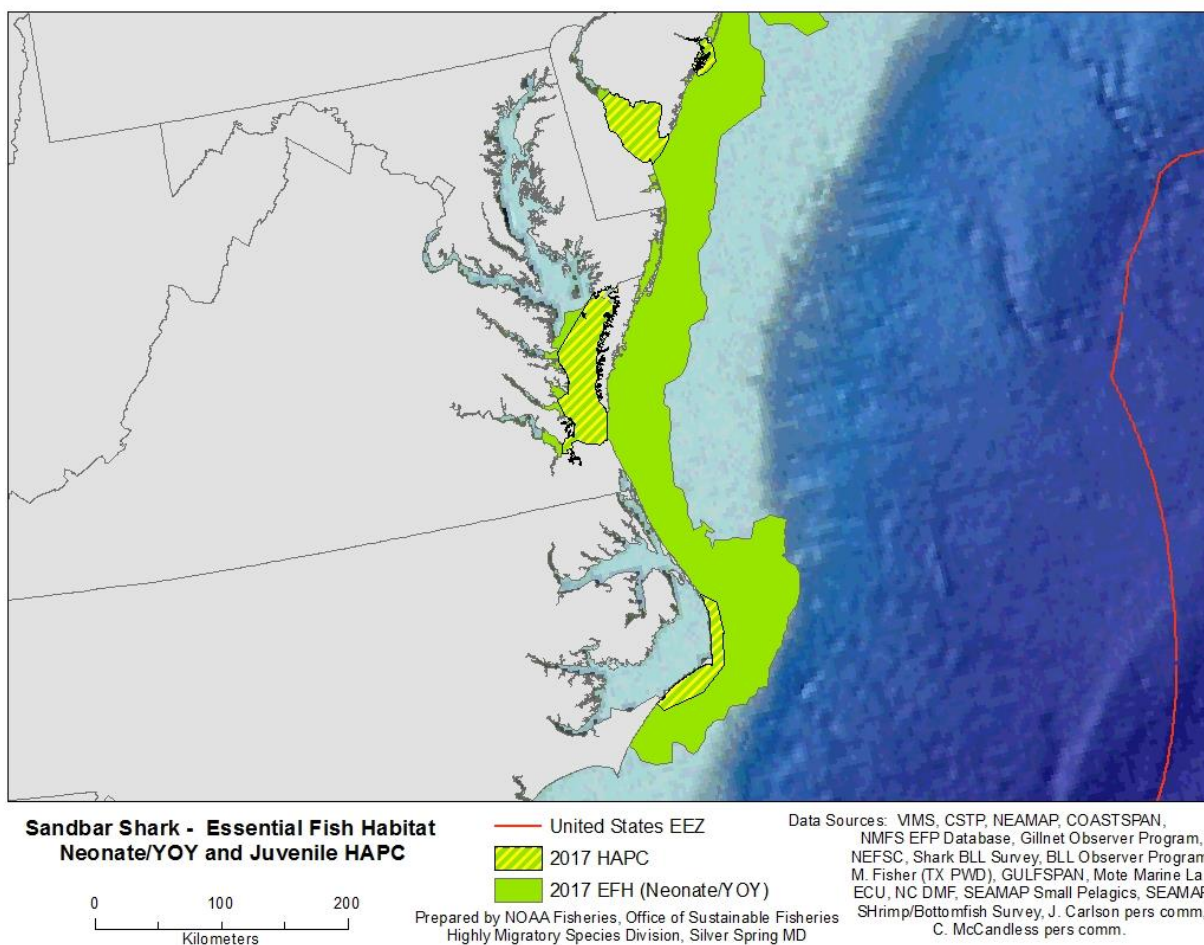 Sandbar Shark - Essential Fish Habitat
Neonate/YOY and Juvenile HAPC
0 100 200
Kilometers
United States EEZ
2017 HAPC
2017 EFH (Neonate/YOY)
Prepared by NOAA Fisheries, Office of Sustainable Fisheries
Highly Migratory Species Division, Silver Spring MD
Data Sources: VIMS, CSTP, NEAMAP, COASTSPAN,
NMFS EFP Database, Gillnet Observer Program,
NEFSC, Shark BLL Survey, BLL Observer Program
M. Fisher (TX PWD), GULFSPAN, Mote Marine La
ECU, NC DMF, SEAMAP Small Pelagics, SEAMAP
SHrimp/Bottomfish Survey, J. Carlson pers comm
C. McCandless pers comm.